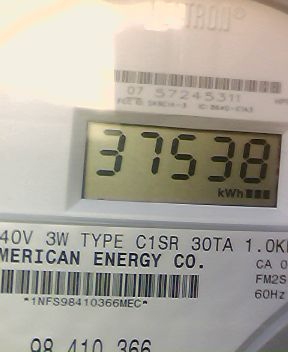 TRON®
07 57245311
37538
kWh
40V 3W TYPE C1SR 30TA 1.0K
MERICAN ENERGY CO.
CA 0
FM2S
60Hz
*1NFS98410366MEC*
98 410 366